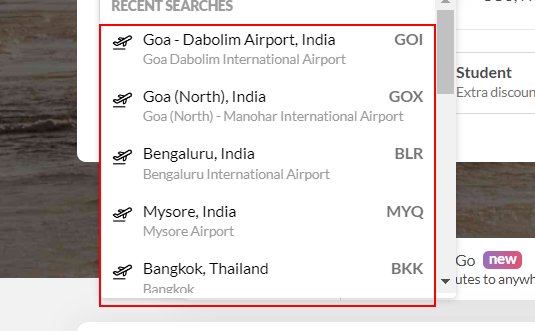 RECENT SEARCHES
Goa - Dabolim Airport, India GOI
Goa Dabolim International Airport
Goa (North), India GOX
Goa (North) - Manohar International Airport
Bengaluru, India BLR
Bengaluru International Airport
Mysore, India MYQ
Mysore Airport
Bangkok, Thailand BKK
Bangkok
Student
Extra discoun
Go new
utes to anywh